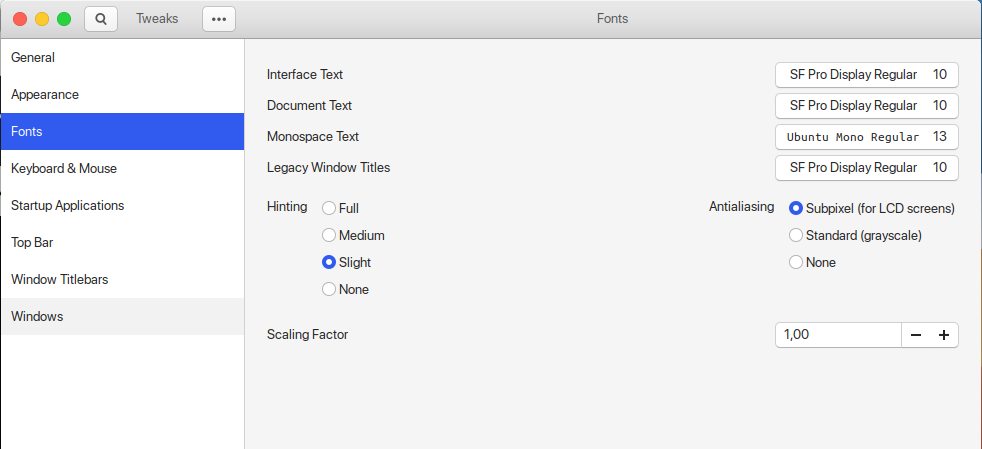 Tweaks
Fonts
General
Appearance
Fonts
Keyboard & Mouse
Startup Applications
Top Bar
Window Titlebars
Windows
Interface Text SF Pro Display Regular 10
Document Text SF Pro Display Regular 10
Monospace Text Ubuntu Mono Regular 13
Legacy Window Titles SF Pro Display Regular 10
Hinting Full Antialiasing Subpixel (for LCD screens)
Medium Standard (grayscale)
Slight None
None
Scaling Factor 1,00